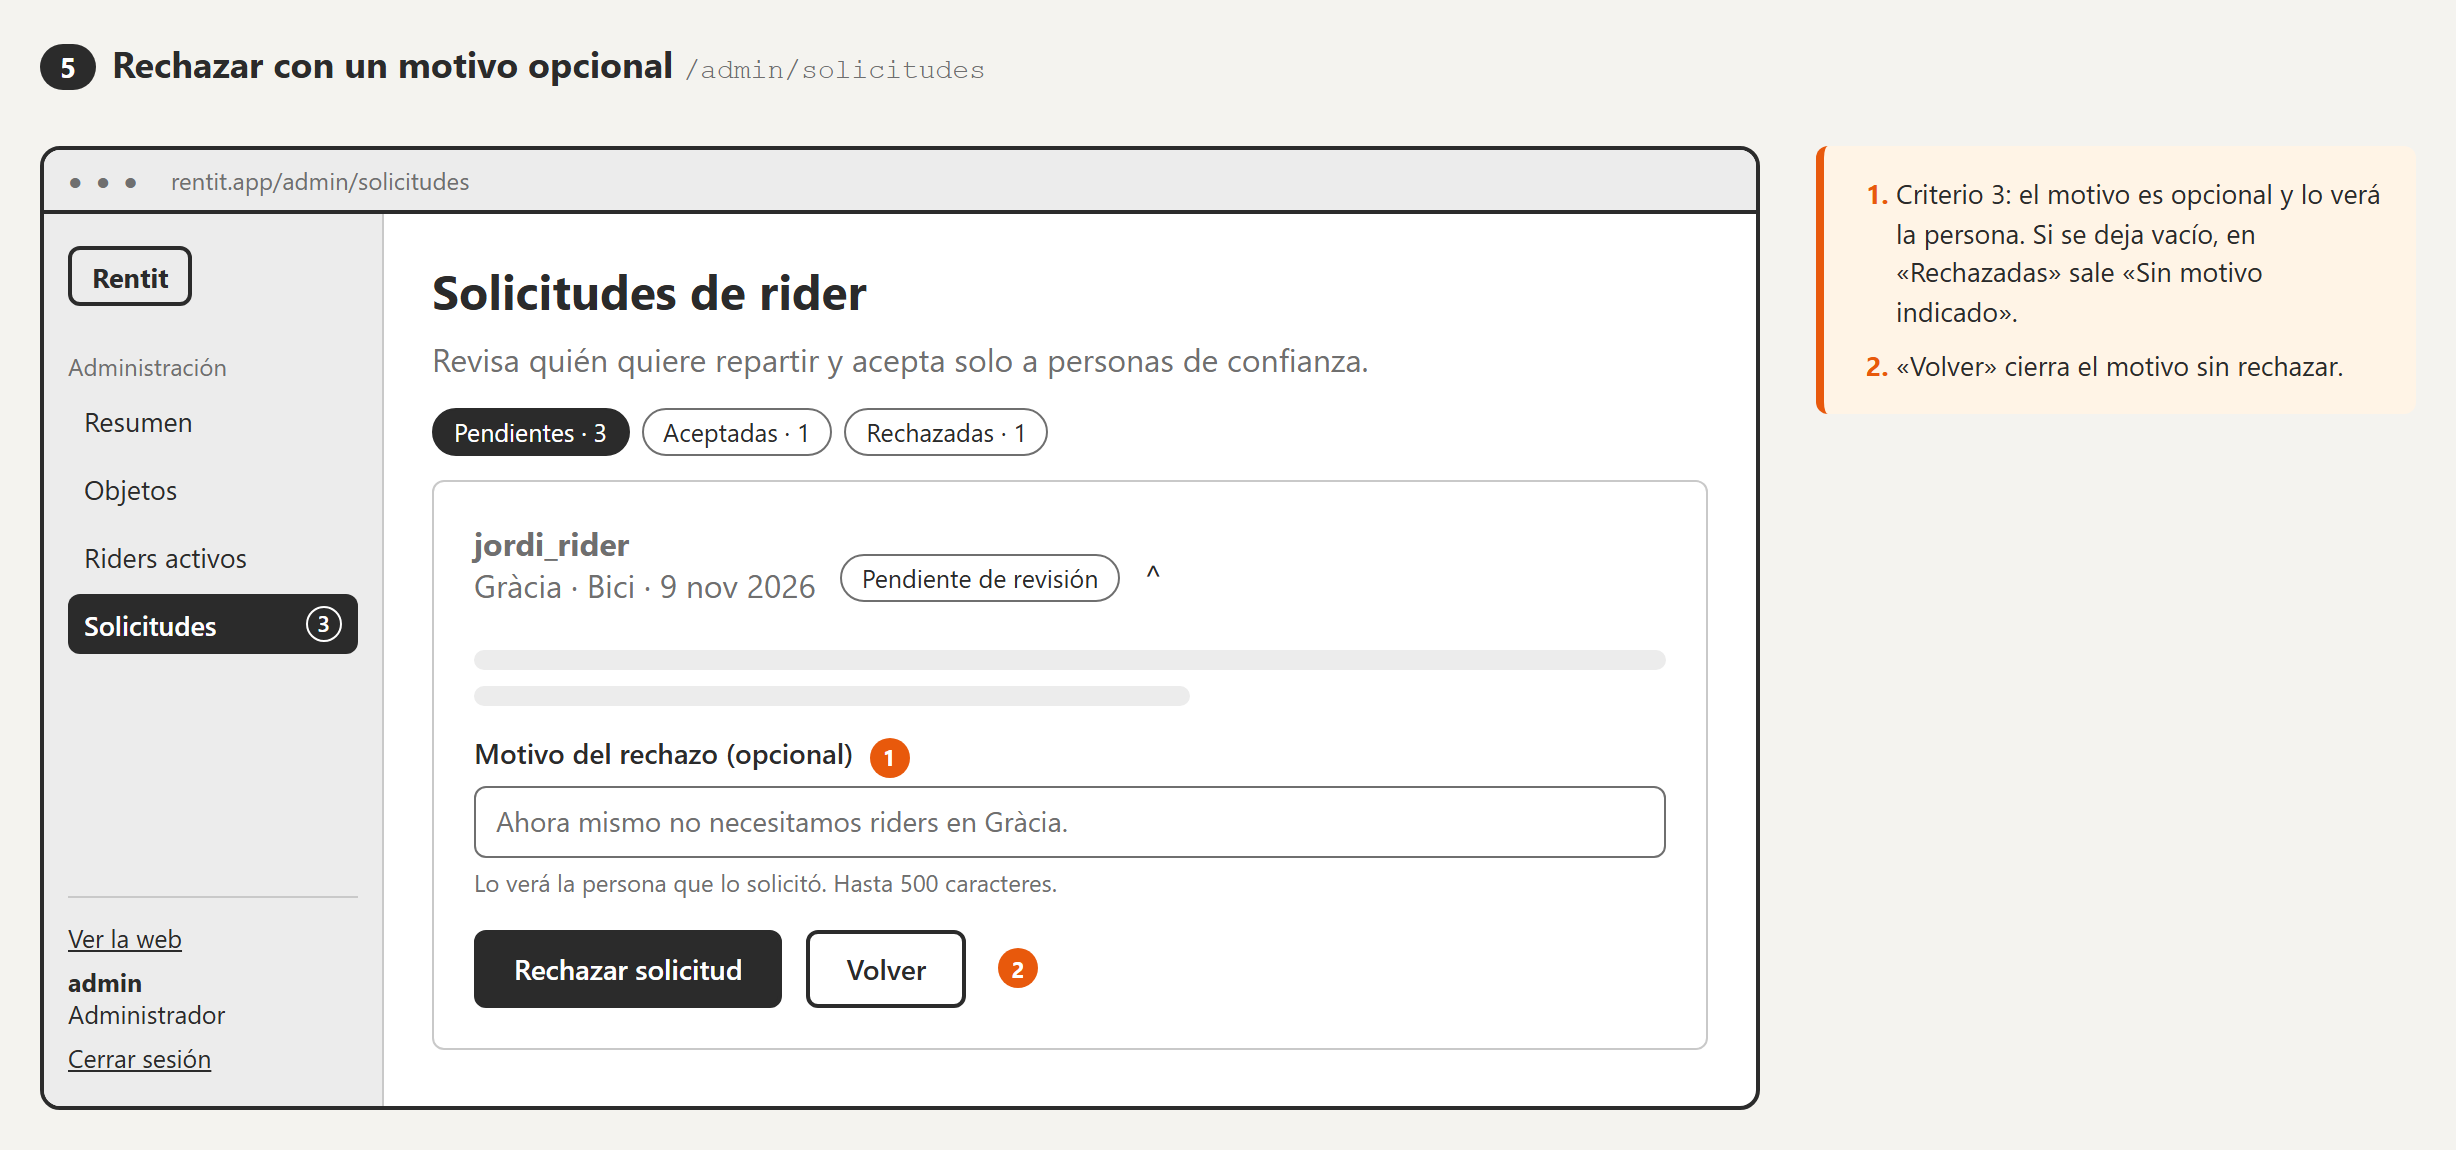 5 Rechazar con un motivo opcional /admin/solicitudes
rentit.app/admin/solicitudes
Rentit
Administración
Resumen
Objetos
Riders activos
Solicitudes 3
Ver la web
admin
Administrador
Cerrar sesión
Solicitudes de rider
Revisa quién quiere repartir y acepta solo a personas de confianza.
Pendientes · 3 Aceptadas · 1 Rechazadas · 1
jordi_rider
Gràcia · Bici · 9 nov 2026 Pendiente de revisión ^
Motivo del rechazo (opcional) 1
Ahora mismo no necesitamos riders en Gràcia.
Lo verá la persona que lo solicitó. Hasta 500 caracteres.
Rechazar solicitud Volver 2
1. Criterio 3: el motivo es opcional y lo verá
la persona. Si se deja vacío, en
«Rechazadas» sale «Sin motivo
indicado».
2. «Volver» cierra el motivo sin rechazar.